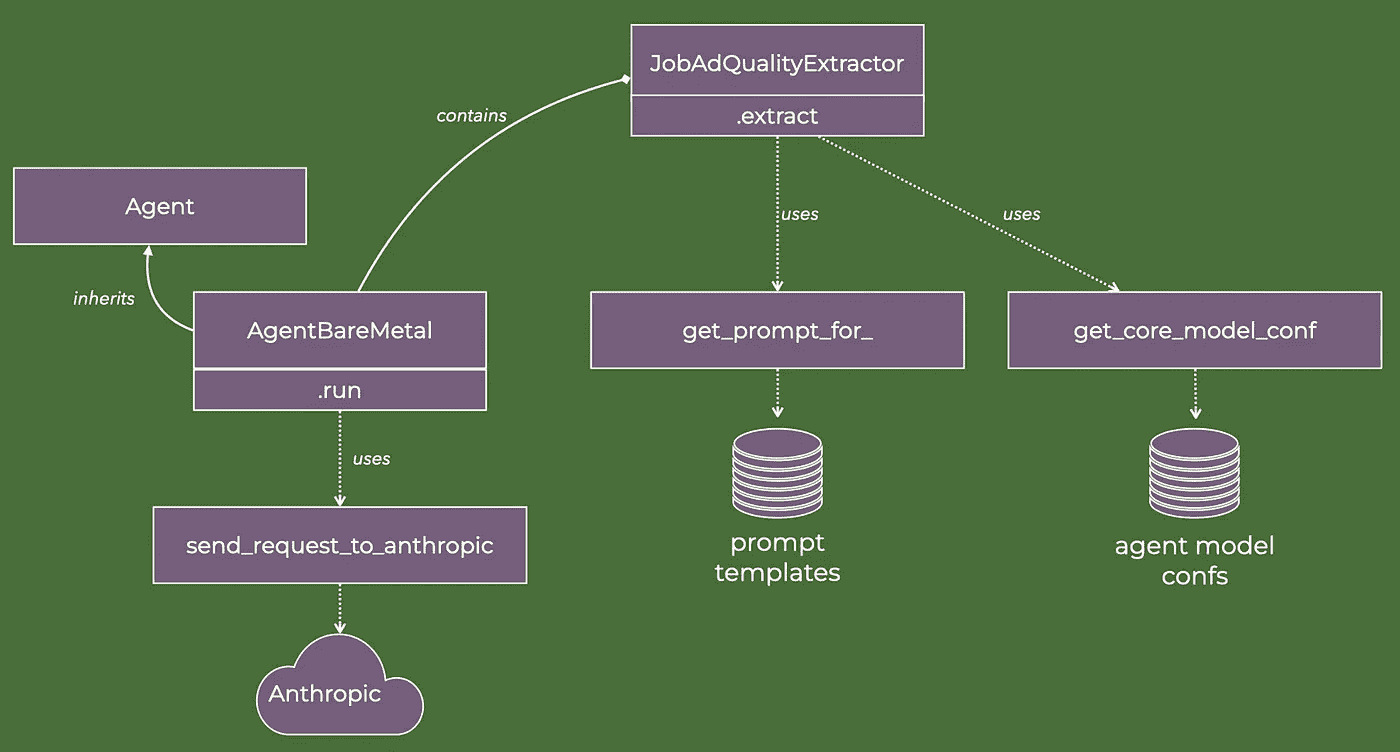 JobAdQualityExtractor
.extract
contains
Agent
uses
uses
inherits
AgentBareMetal
.run
get_prompt_for_
get_core_model_conf
uses
send_request_to_anthropic
prompt
templates
agent model
confs
Anthropic